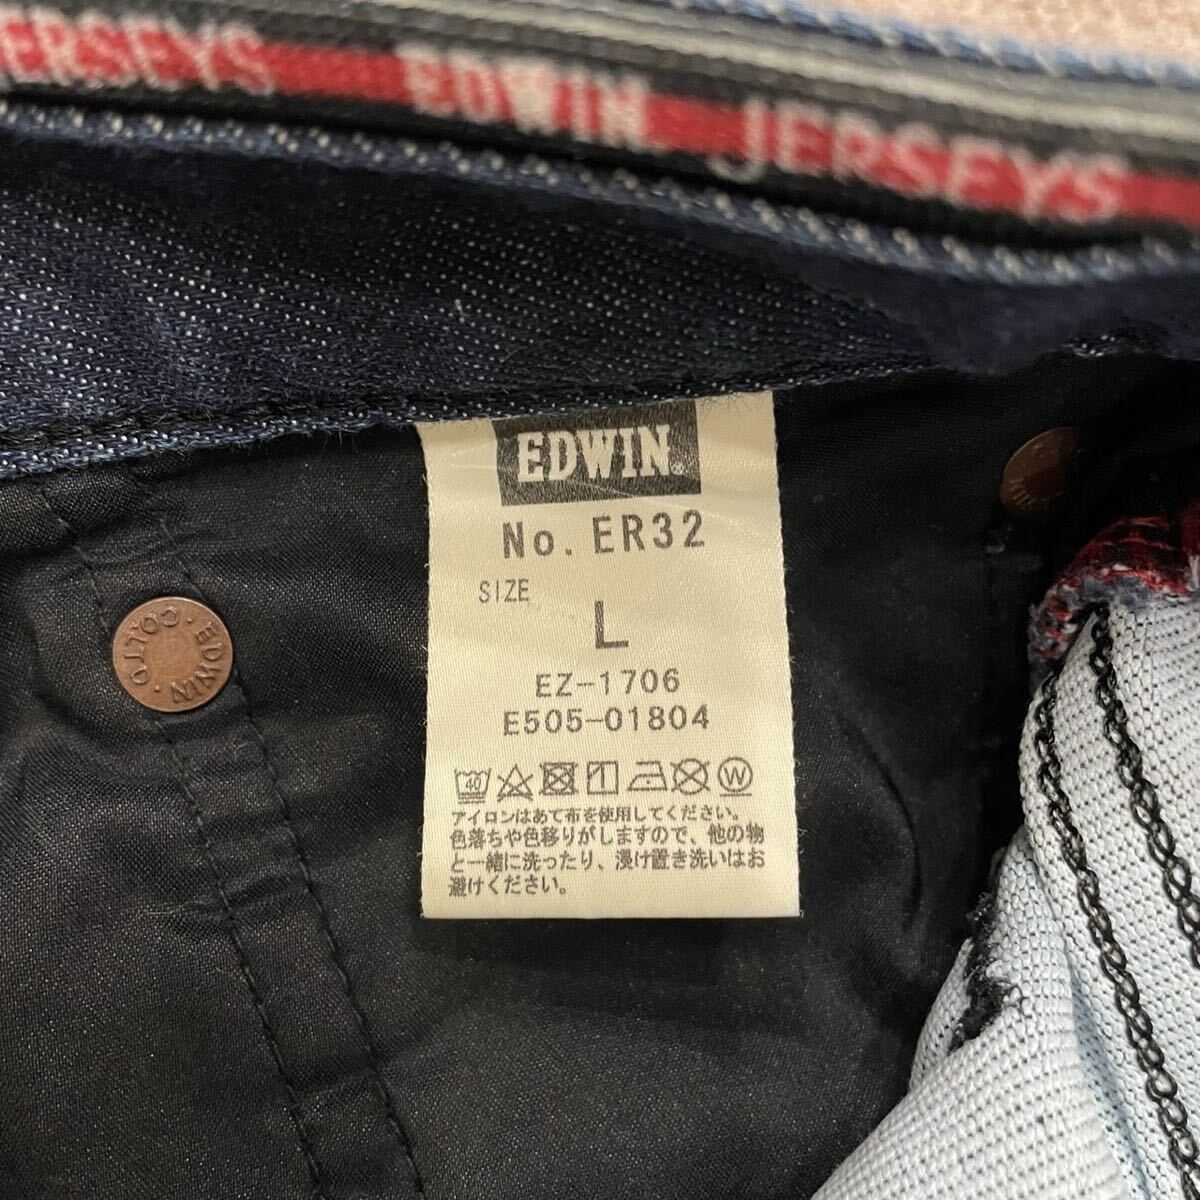 JERSEYS EDWIN JERSEYS
EDWIN
No. ER32
SIZE
L
EZ-1706
E505-01804
40 W
アイロンはあて布を使用してください。
色落ちや色移りがしますので、他の物
と一緒に洗ったり、浸け置き洗いはお
避けください。
EDWIN・COLTD・